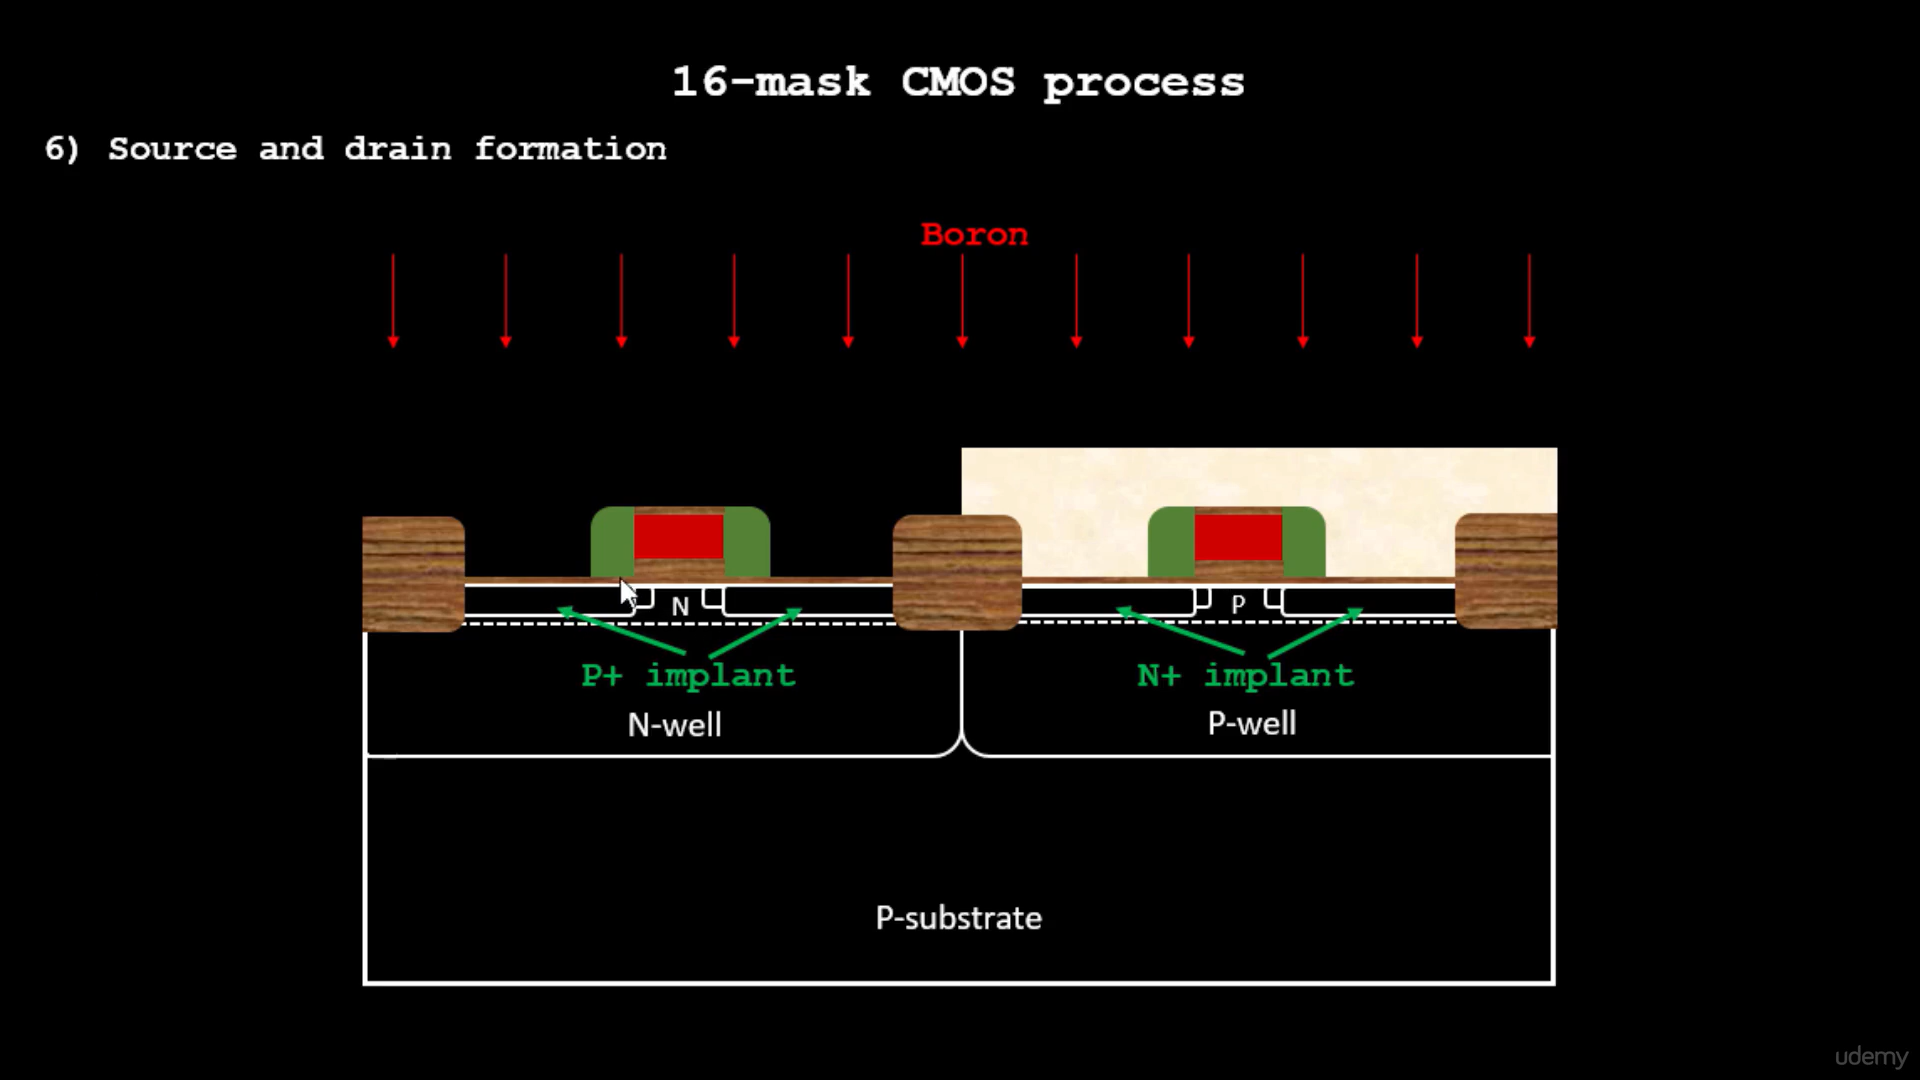 16-mask CMOS process
6) Source and drain formation
Boron
N
P
P+ implant
N+ implant
N-well
P-well
P-substrate
udemy